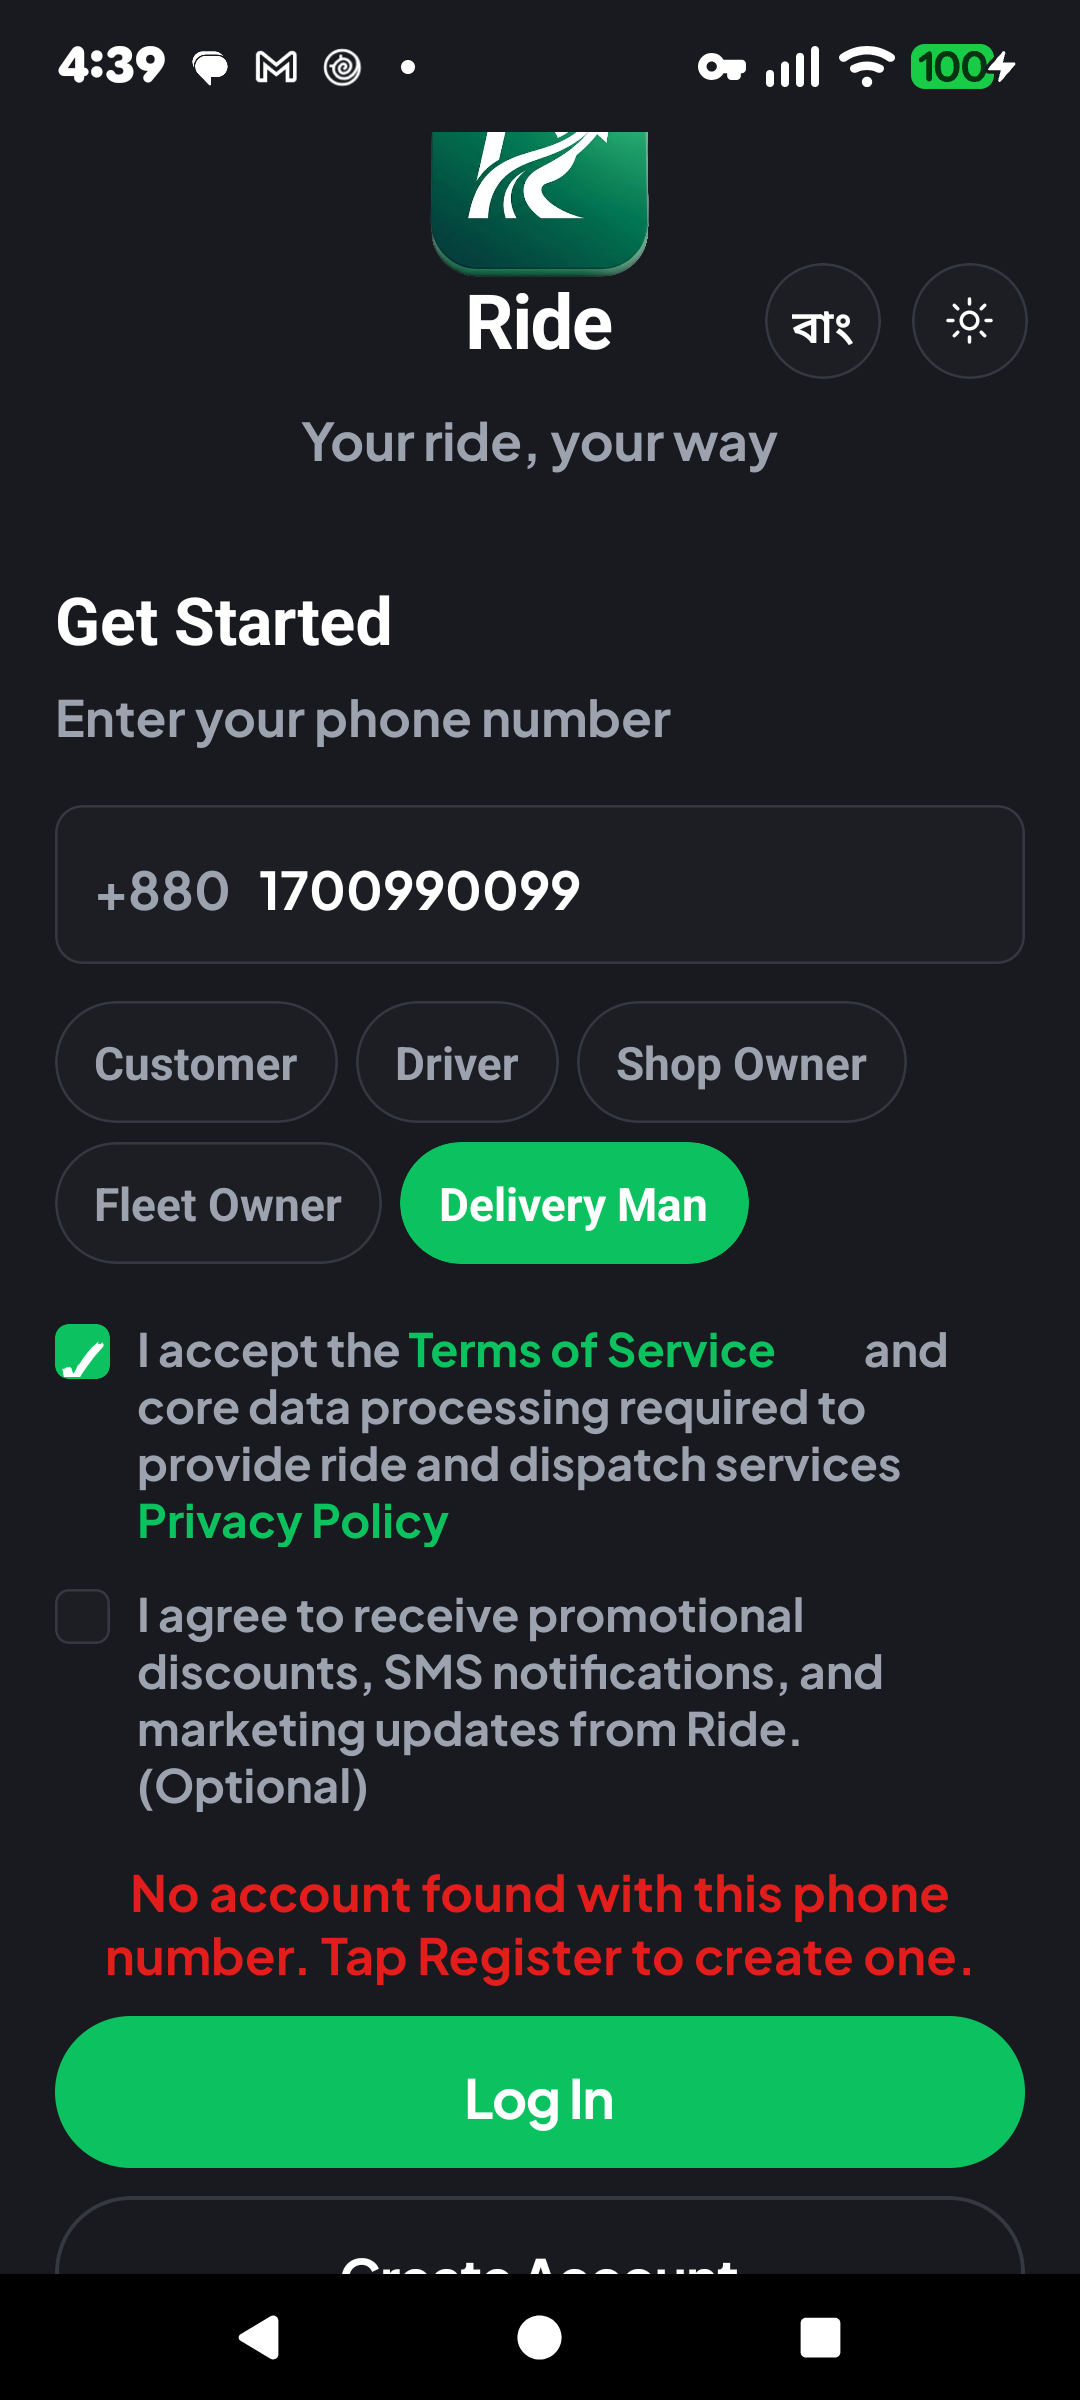 4:39
100
Ride
বাং
Your ride, your way
Get Started
Enter your phone number
+880 1700990099
Customer Driver Shop Owner
Fleet Owner Delivery Man
I accept the Terms of Service and
core data processing required to
provide ride and dispatch services
Privacy Policy
I agree to receive promotional
discounts, SMS notifications, and
marketing updates from Ride.
(Optional)
No account found with this phone
number. Tap Register to create one.
Log In
Create Account